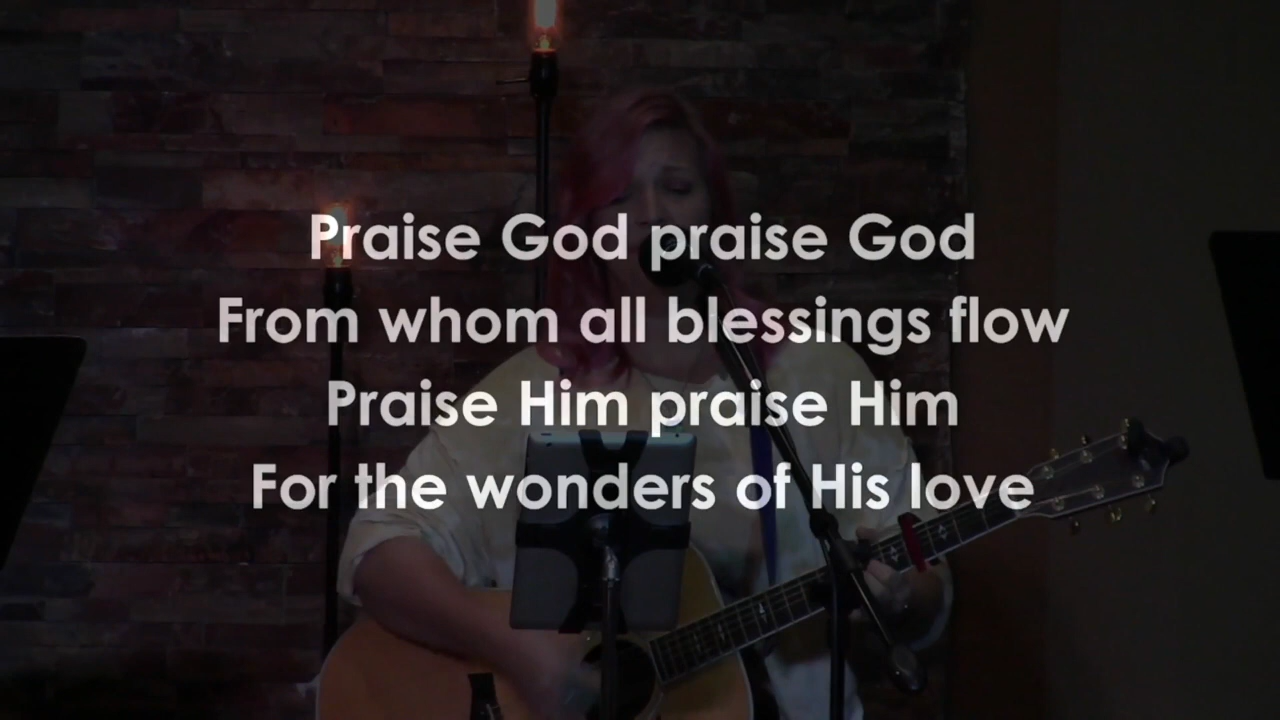 Praise God praise God
From whom all blessings flow
Praise Him praise Him
For the wonders of His love